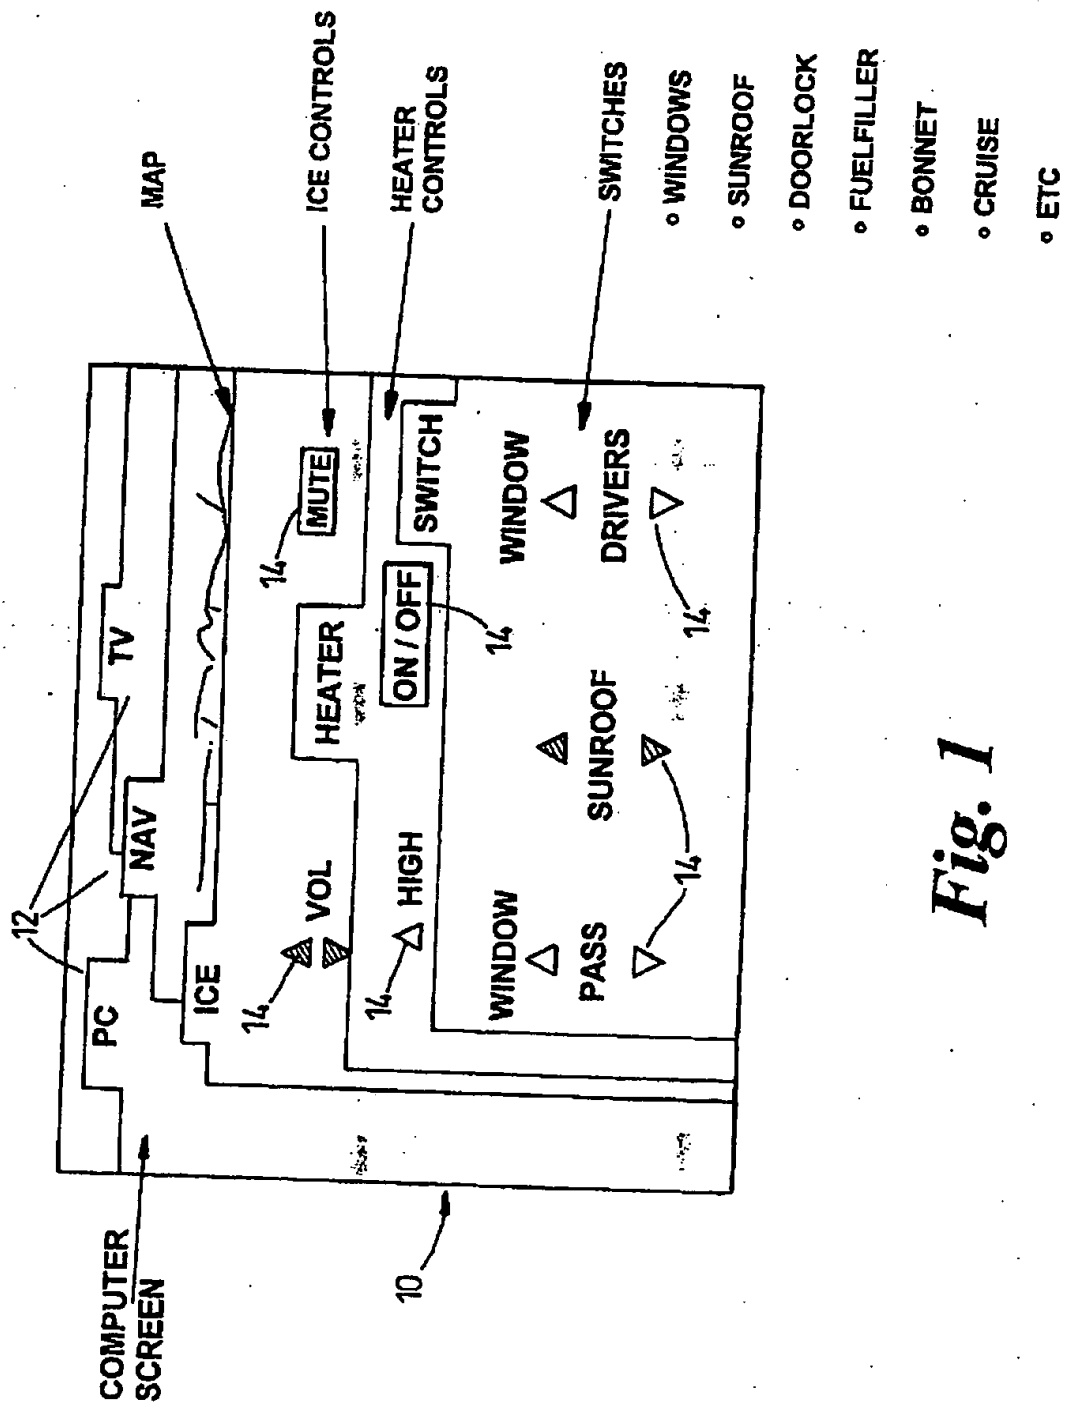 COMPUTER
SCREEN
12
PC
NAV
TV
MAP
ICE
14
VOL
14
MUTE
ICE CONTROLS
HEATER
HEATER
CONTROLS
14
HIGH
ON / OFF
14
SWITCH
SWITCHES
WINDOW
PASS
SUNROOF
WINDOW
DRIVERS
14
14
10
° WINDOWS
° SUNROOF
° DOORLOCK
° FUELFILLER
° BONNET
° CRUISE
° ETC
Fig. 1